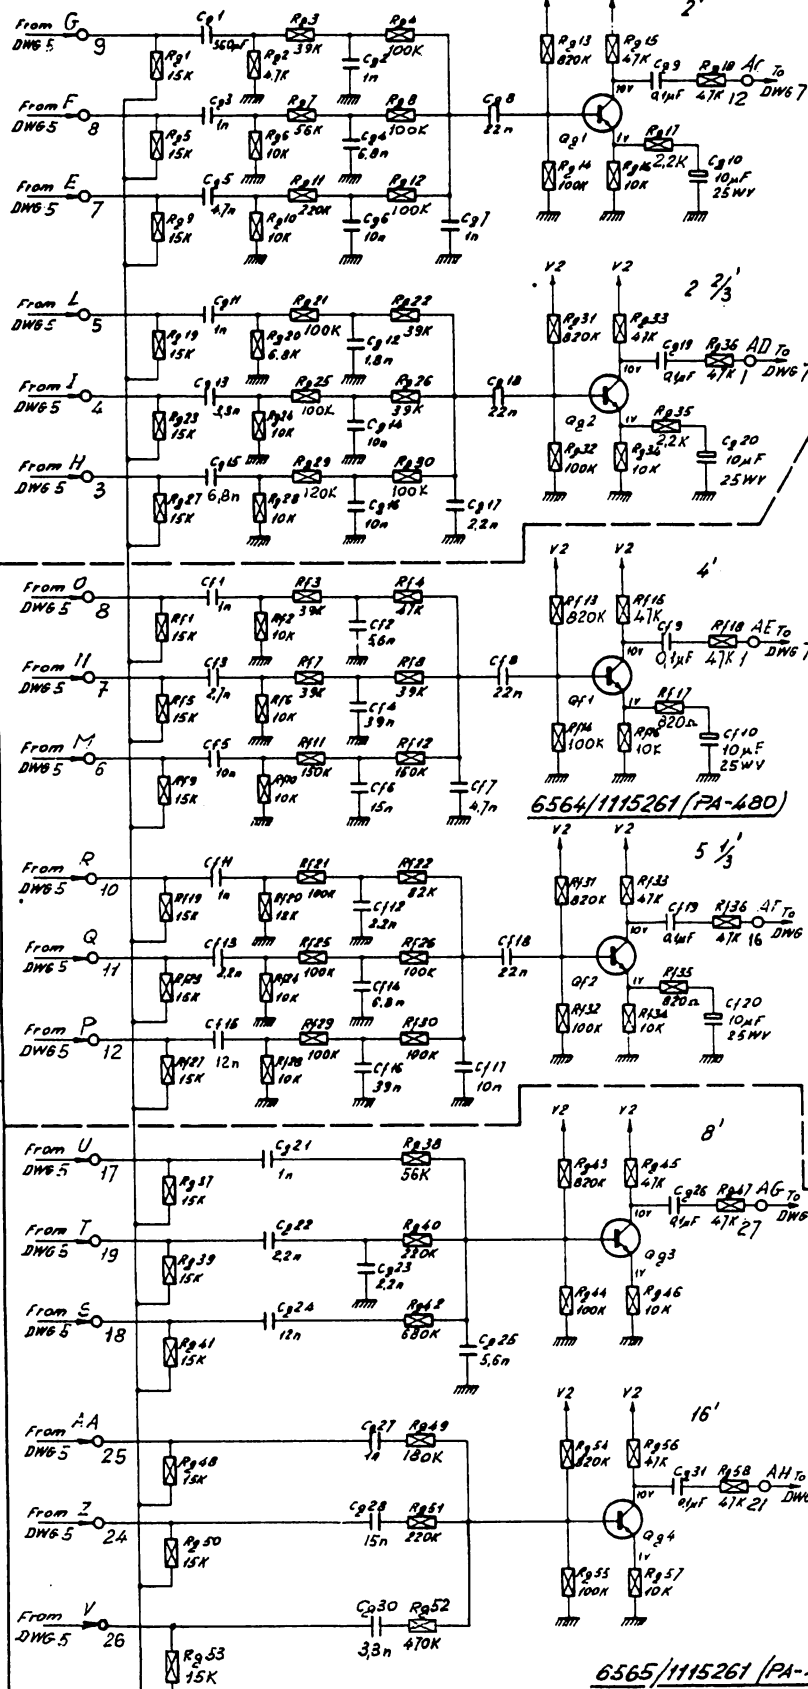 2'
From G 9
DWG 5
Rg1 15K
Cg1 560pF
Rg2 4,7K
Rg3 39K
Cg2 1n
Rg4 100K
From F 8
DWG 5
Rg5 15K
Cg3 1n
Rg6 10K
Rg7 56K
Cg4 6,8n
Rg8 100K
Cg8 22n
From E 7
DWG 5
Rg9 15K
Cg5 4,7n
Rg10 10K
Rg11 220K
Cg6 10n
Rg12 100K
Cg7 1n
Rg13 820K
Rg15 47K
10V
Cg9 0,1µF
Rg18 47K
12
To DWG 7
Qg1
1V
Rg17 2,2K
Rg14 100K
Rg16 10K
Cg10 10µF 25WV
2 2/3'
From L 5
DWG 5
Rg19 15K
Cg11 1n
Rg20 6.8K
Rg21 100K
Cg12 1,8n
Rg22 39K
From I 4
DWG 5
Rg23 15K
Cg13 3,3n
Rg24 10K
Rg25 100K
Cg14 10n
Rg26 39K
Cg18 22n
From H 3
DWG 5
Rg27 15K
Cg15 6,8n
Rg28 10K
Rg29 120K
Cg16 10n
Rg30 100K
Cg17 2,2n
V2
V2
Rg31 820K
Rg33 47K
10V
Cg19 0,1µF
Rg36 47K
1
AD To DWG 7
Qg2
1V
Rg35 2,2K
Rg32 100K
Rg34 10K
Cg20 10µF 25WV
4'
From O 8
DWG 5
Rf1 15K
Cf1 1n
Rf2 10K
Rf3 39K
Cf2 5,6n
Rf4 47K
From N 7
DWG 5
Rf5 15K
Cf3 2,7n
Rf6 10K
Rf7 39K
Cf4 39n
Rf8 39K
Cf8 22n
From M 6
DWG 5
Rf9 15K
Cf5 10n
Rf10 10K
Rf11 150K
Cf6 15n
Rf12 150K
Cf7 4,7n
V2
V2
Rf13 820K
Rf15 47K
10V
Cf9 0,1µF
Rf18 47K
1
AE To DWG 7
Qf1
1V
Rf17 820Ω
Rf14 100K
Rf16 10K
Cf10 10µF 25WV
6564/1115261 (PA-480)
5 1/3'
From R 10
DWG 5
Rf19 15K
Cf11 1n
Rf20 12K
Rf21 100K
Cf12 2,2n
Rf22 82K
From Q 11
DWG 5
Rf23 15K
Cf13 2,2n
Rf24 10K
Rf25 100K
Cf14 6,8n
Rf26 100K
Cf18 22n
From P 12
DWG 5
Rf27 15K
Cf15 12n
Rf28 10K
Rf29 100K
Cf16 39n
Rf30 100K
Cf17 10n
V2
V2
Rf31 820K
Rf33 47K
10V
Cf19 0,1µF
Rf36 47K
16
AF To DWG
Qf2
1V
Rf35 820Ω
Rf32 100K
Rf34 10K
Cf20 10µF 25WV
8'
From U 17
DWG 5
Rg37 15K
Cg21 1n
Rg38 56K
From T 19
DWG 5
Rg39 15K
Cg22 2,2n
Cg23 2,2n
Rg40 220K
From S 18
DWG 5
Rg41 15K
Cg24 12n
Rg42 680K
Cg25 5,6n
V2
V2
Rg43 820K
Rg45 47K
10V
Cg26 0,1µF
Rg47 47K
27
AG To DWG
Qg3
1V
Rg44 100K
Rg46 10K
16'
From AA 25
DWG 5
Rg48 15K
Cg27 1n
Rg49 180K
From Z 24
DWG 5
Rg50 15K
Cg28 15n
Rg51 220K
From V 26
DWG 5
Rg53 15K
Cg30 3,3n
Rg52 470K
V2
V2
Rg54 820K
Rg56 47K
10V
Cg31 0,1µF
Rg58 47K
21
AH To DWG
Qg4
1V
Rg55 100K
Rg57 10K
6565/1115261 (PA-